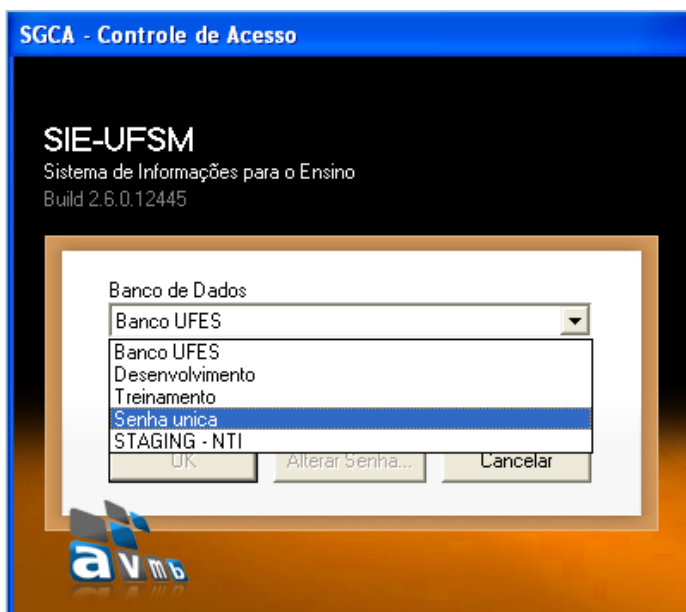 SGCA - Controle de Acesso
SIE-UFSM
Sistema de Informações para o Ensino
Build 2.6.0.12445
Banco de Dados
Banco UFES
Banco UFES
Desenvolvimento
Treinamento
Senha unica
STAGING - NTI
OK Alterar Senha... Cancelar
avmb